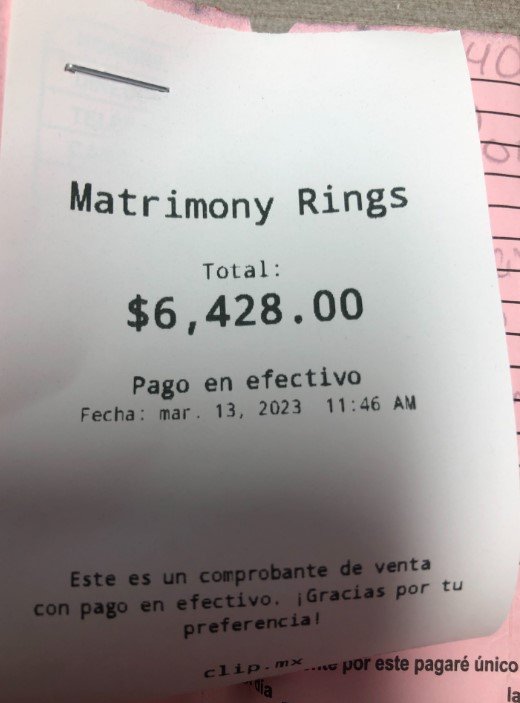 Matrimony Rings
Total:
$6,428.00
Pago en efectivo
Fecha: mar. 13, 2023 11:46 AM
Este es un comprobante de venta
con pago en efectivo. ¡Gracias por tu
preferencia!
clip.mx
por este pagaré único
la